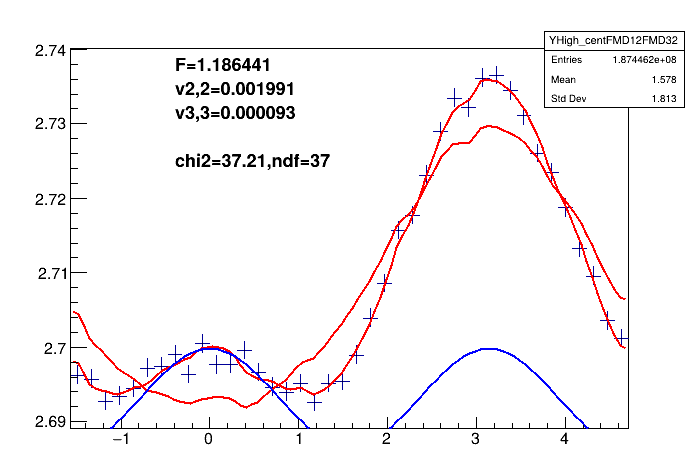 YHigh_centFMD12FMD32
Entries 1.874462e+08
Mean 1.578
Std Dev 1.813
F=1.186441
v2,2=0.001991
v3,3=0.000093
chi2=37.21,ndf=37
2.74
2.73
2.72
2.71
2.7
2.69
−1 0 1 2 3 4